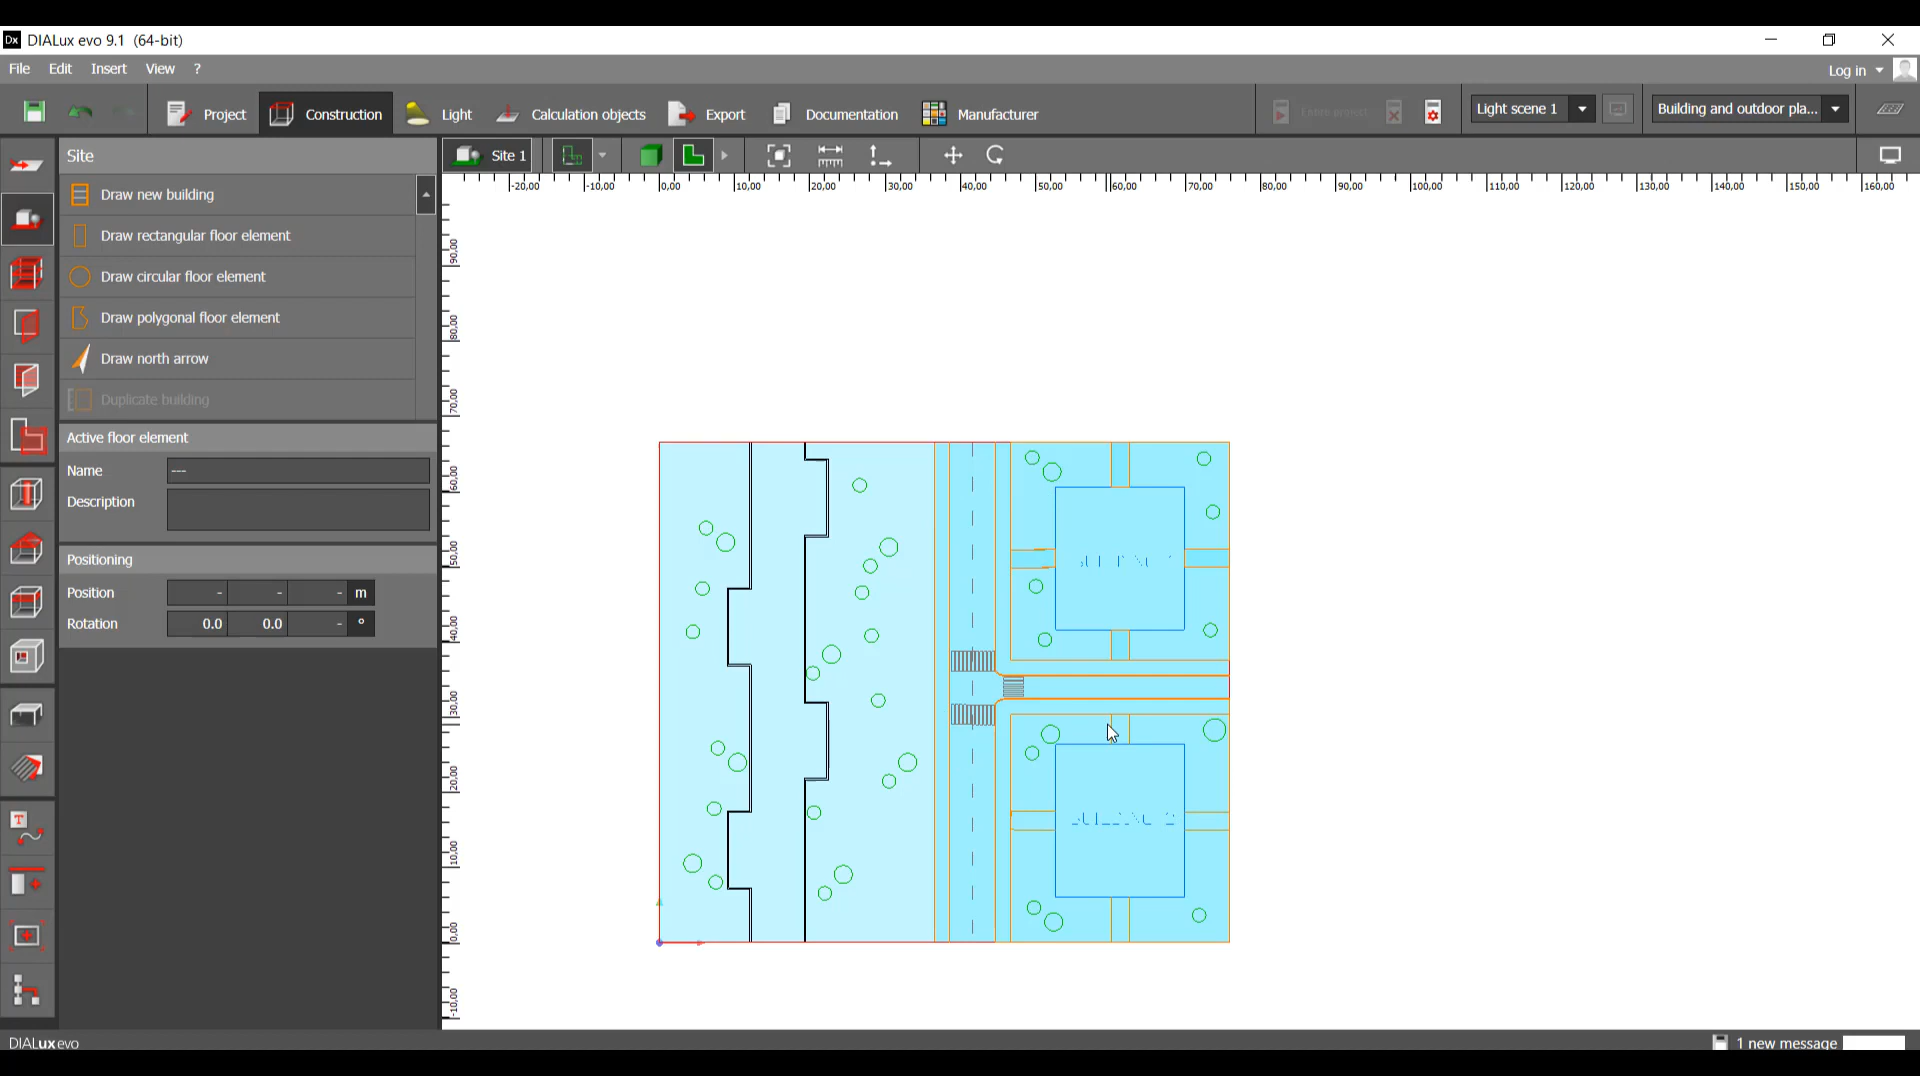 Dx DIALux evo 9.1 (64-bit)
File Edit Insert View ?
Log in
Project Construction Light Calculation objects Export Documentation Manufacturer Entire project Light scene 1 Building and outdoor pla...
Site
Site 1
-20,00 -10,00 0,00 10,00 20,00 30,00 40,00 50,00 60,00 70,00 80,00 90,00 100,00 110,00 120,00 130,00 140,00 150,00 160,00
Draw new building
Draw rectangular floor element
Draw circular floor element
Draw polygonal floor element
Draw north arrow
Duplicate building
Active floor element
Name ---
Description
Positioning
Position - - - m
Rotation 0.0 0.0 - °
90,00
80,00
70,00
60,00
50,00
40,00
30,00
20,00
10,00
0,00
-10,00
T
DIALux evo
1 new message